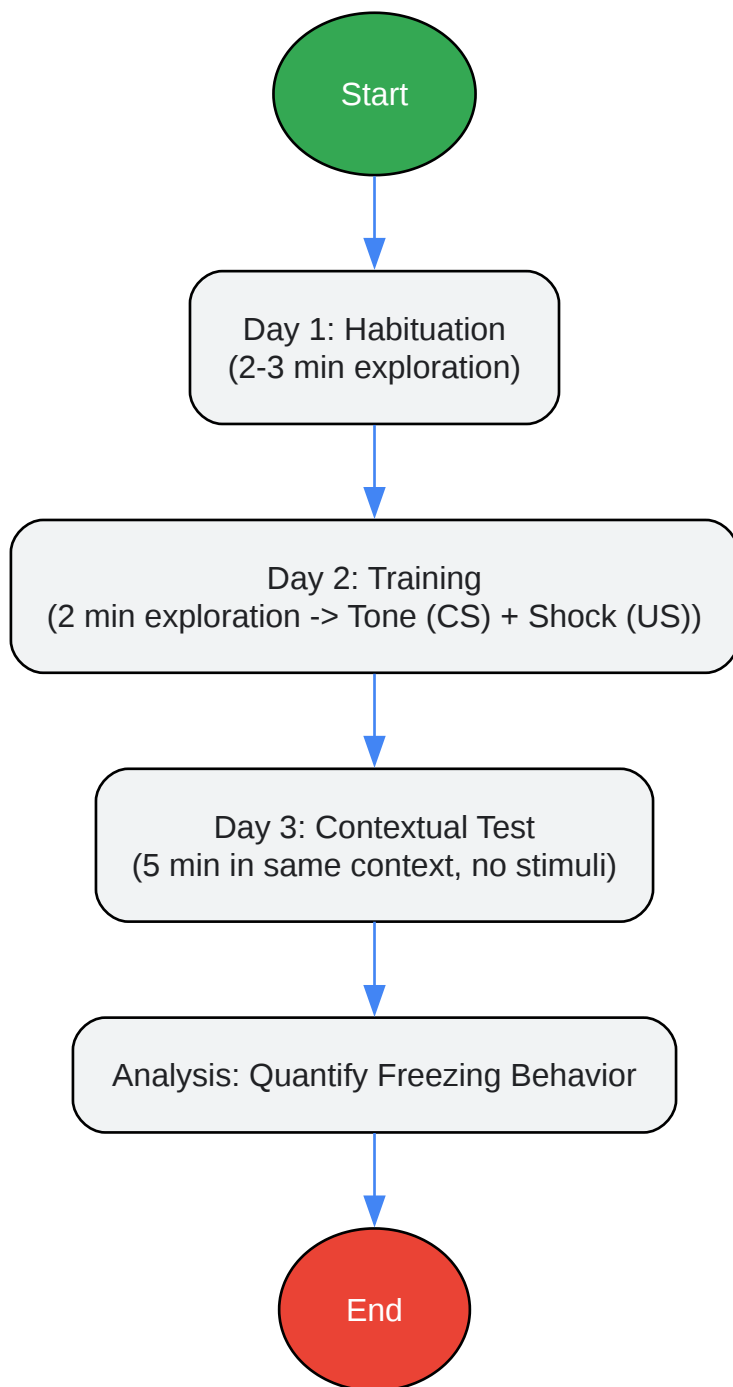 Start
Day 1: Habituation
(2-3 min exploration)
Day 2: Training
(2 min exploration -> Tone (CS) + Shock (US))
Day 3: Contextual Test
(5 min in same context, no stimuli)
Analysis: Quantify Freezing Behavior
End